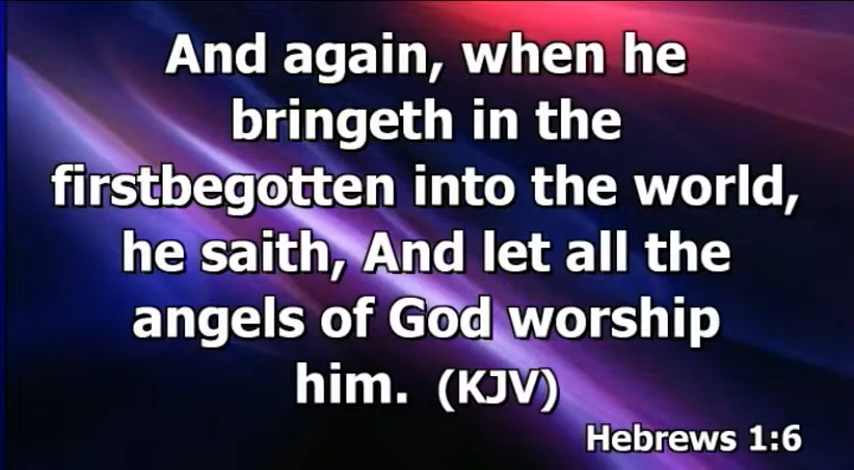 And again, when he
bringeth in the
firstbegotten into the world,
he saith, And let all the
angels of God worship
him. (KJV)
Hebrews 1:6